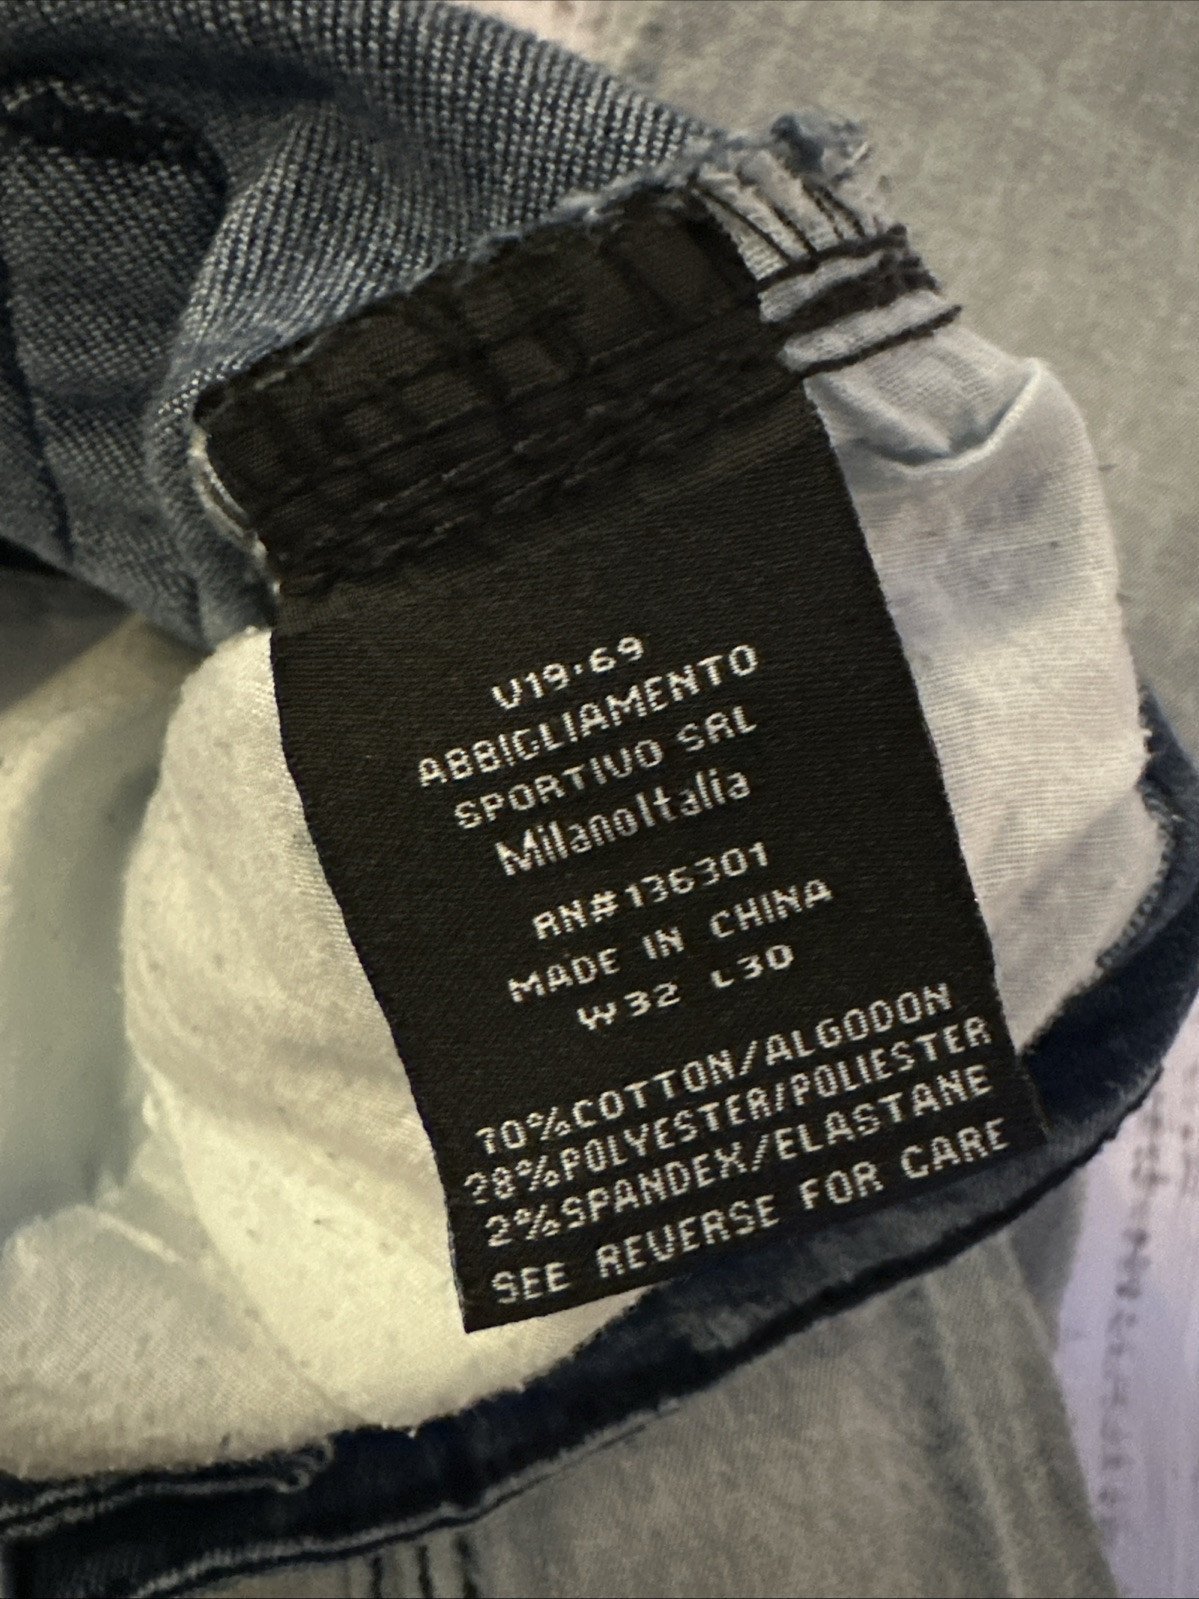 V19·69
ABBIGLIAMENTO
SPORTIVO SRL
MilanoItalia
RN#136301
MADE IN CHINA
W32 L30
70%COTTON/ALGODON
28%POLYESTER/POLIESTER
2%SPANDEX/ELASTANE
SEE REVERSE FOR CARE